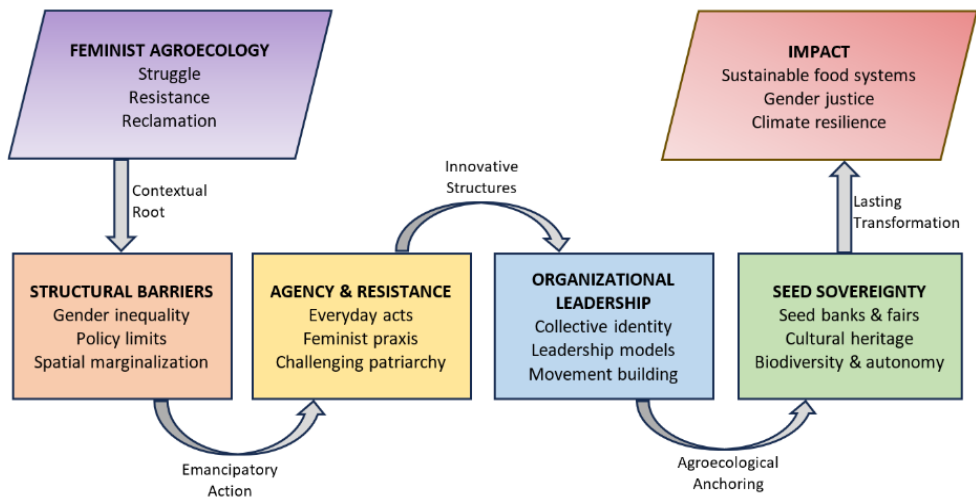 FEMINIST AGROECOLOGY
Struggle
Resistance
Reclamation
IMPACT
Sustainable food systems
Gender justice
Climate resilience
Contextual
Root
Innovative
Structures
Lasting
Transformation
STRUCTURAL BARRIERS
Gender inequality
Policy limits
Spatial marginalization
AGENCY & RESISTANCE
Everyday acts
Feminist praxis
Challenging patriarchy
ORGANIZATIONAL
LEADERSHIP
Collective identity
Leadership models
Movement building
SEED SOVEREIGNTY
Seed banks & fairs
Cultural heritage
Biodiversity & autonomy
Emancipatory
Action
Agroecological
Anchoring